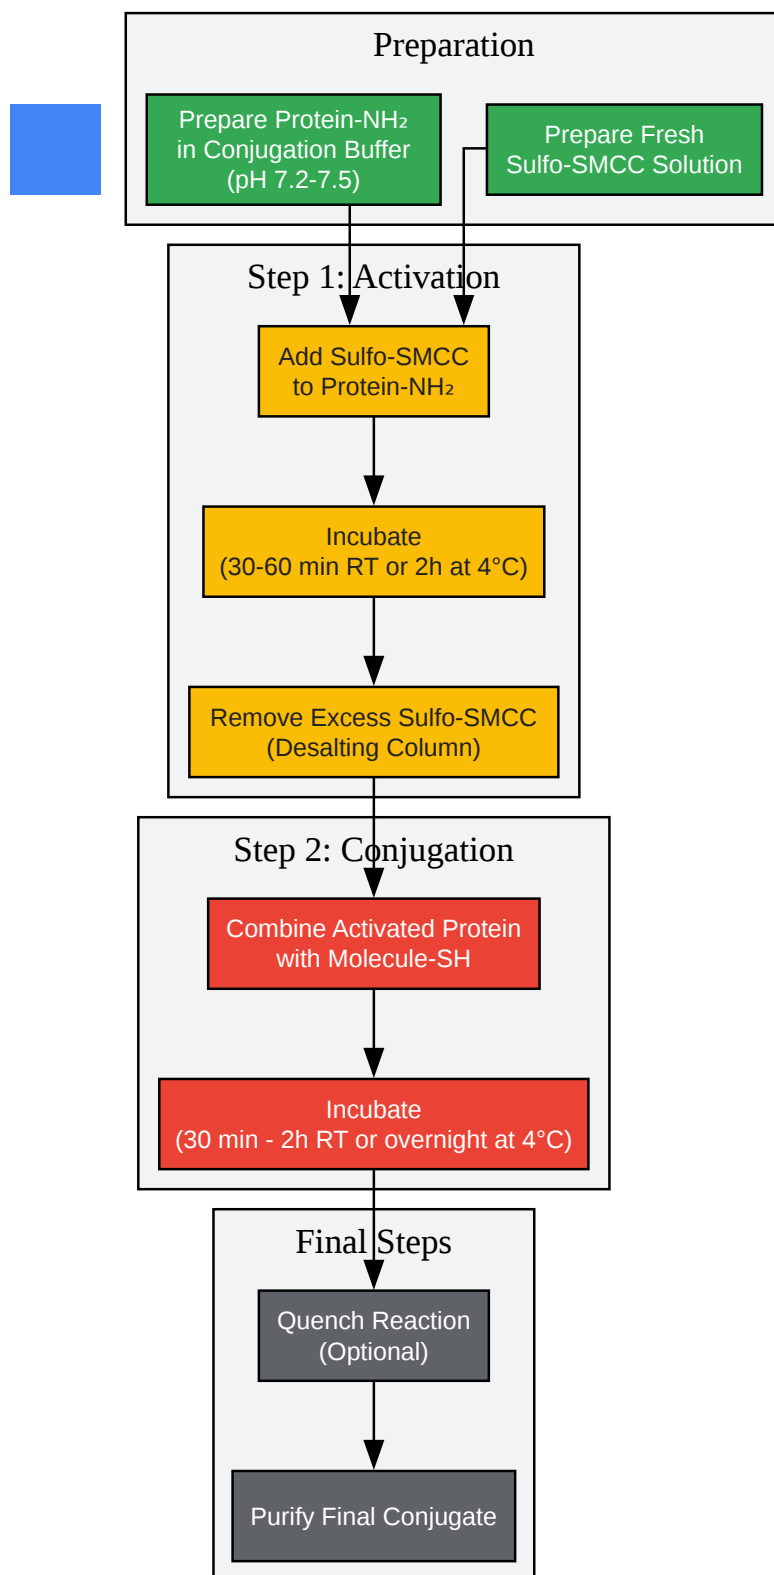 Preparation
Prepare Protein-NH₂
in Conjugation Buffer
(pH 7.2-7.5)
Prepare Fresh
Sulfo-SMCC Solution
Step 1: Activation
Add Sulfo-SMCC
to Protein-NH₂
Incubate
(30-60 min RT or 2h at 4°C)
Remove Excess Sulfo-SMCC
(Desalting Column)
Step 2: Conjugation
Combine Activated Protein
with Molecule-SH
Incubate
(30 min - 2h RT or overnight at 4°C)
Final Steps
Quench Reaction
(Optional)
Purify Final Conjugate